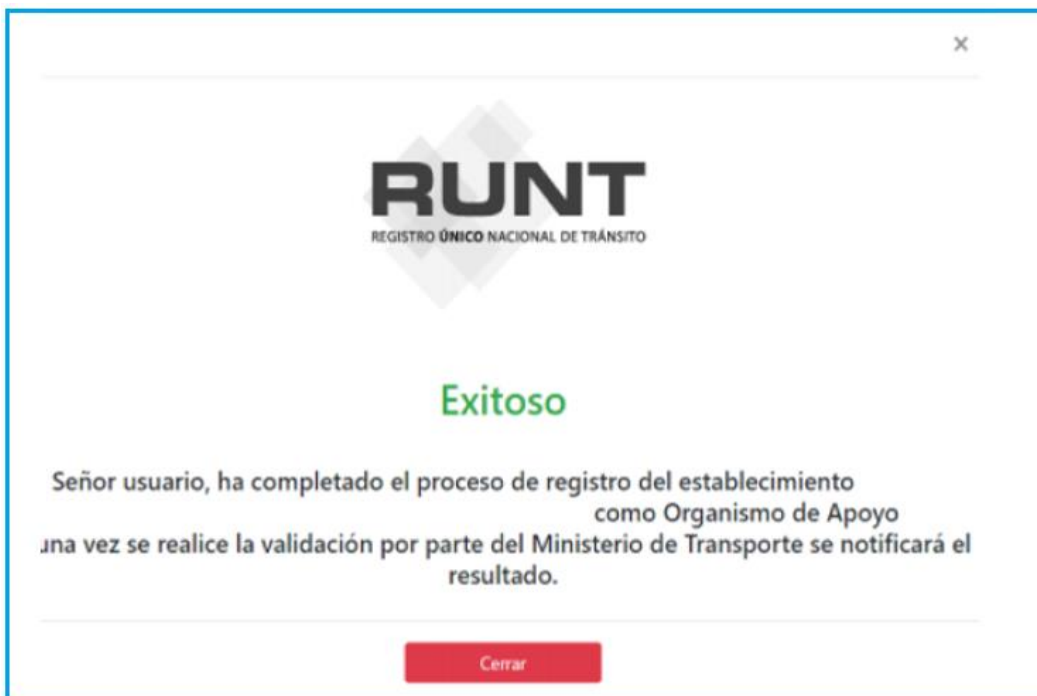 ×
RUNT
REGISTRO ÚNICO NACIONAL DE TRÁNSITO
Exitoso
Señor usuario, ha completado el proceso de registro del establecimiento
como Organismo de Apoyo
una vez se realice la validación por parte del Ministerio de Transporte se notificará el
resultado.
Cerrar